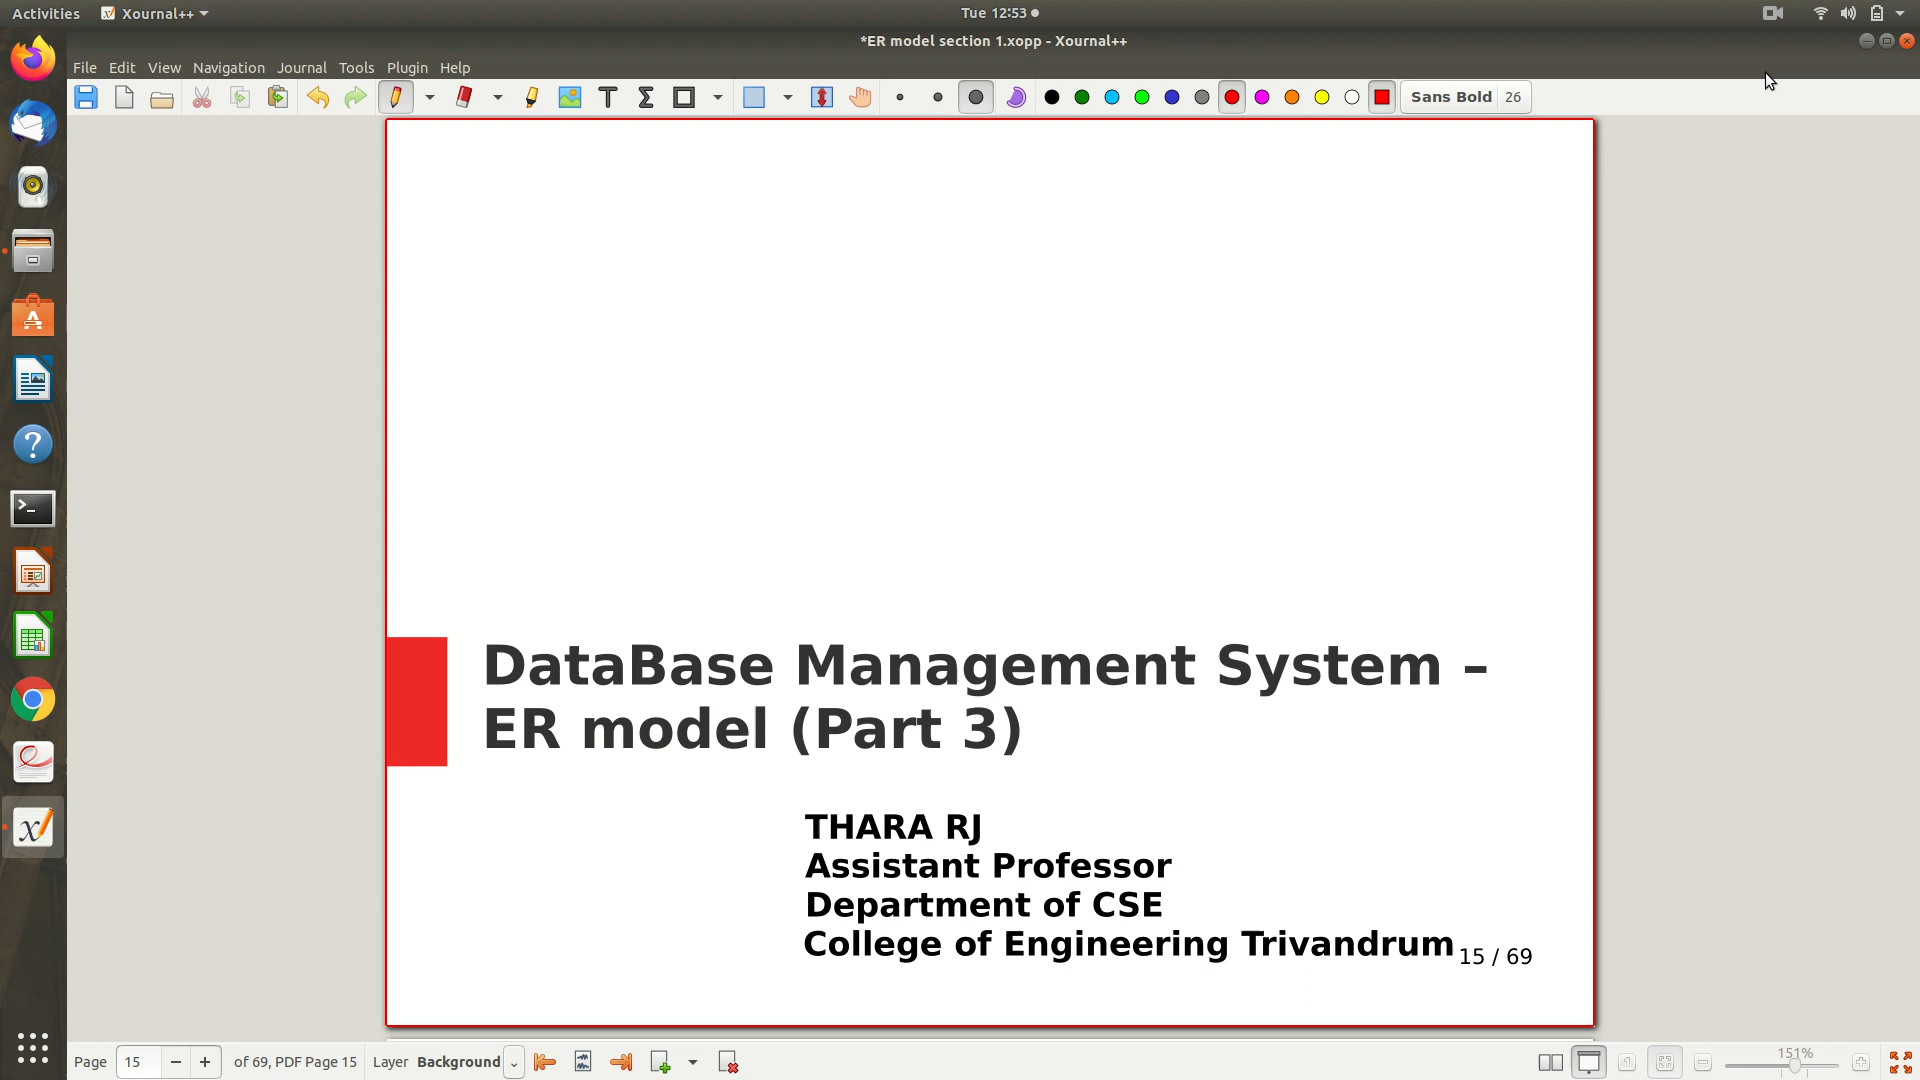 Activities Xournal++ Tue 12:53
*ER model section 1.xopp - Xournal++
File Edit View Navigation Journal Tools Plugin Help
Sans Bold 26
DataBase Management System –
ER model (Part 3)
THARA RJ
Assistant Professor
Department of CSE
College of Engineering Trivandrum
15 / 69
Page 15 of 69, PDF Page 15 Layer Background 151%